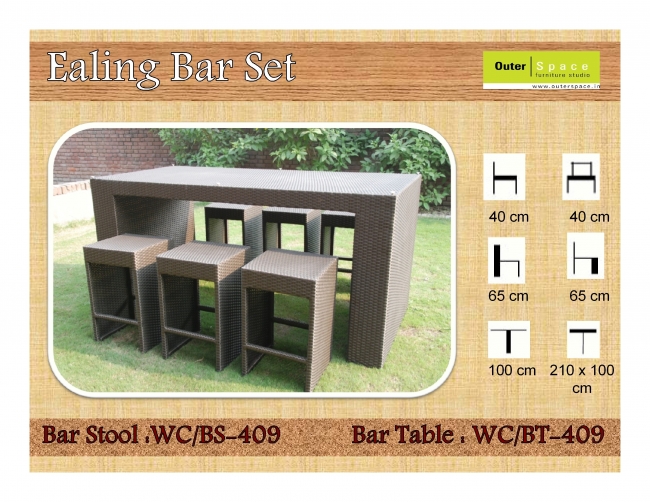 Ealing Bar Set
Outer Space
furniture studio
www.outerspace.in
40 cm 40 cm
65 cm 65 cm
100 cm 210 x 100
cm
Bar Stool :WC/BS-409 Bar Table : WC/BT-409